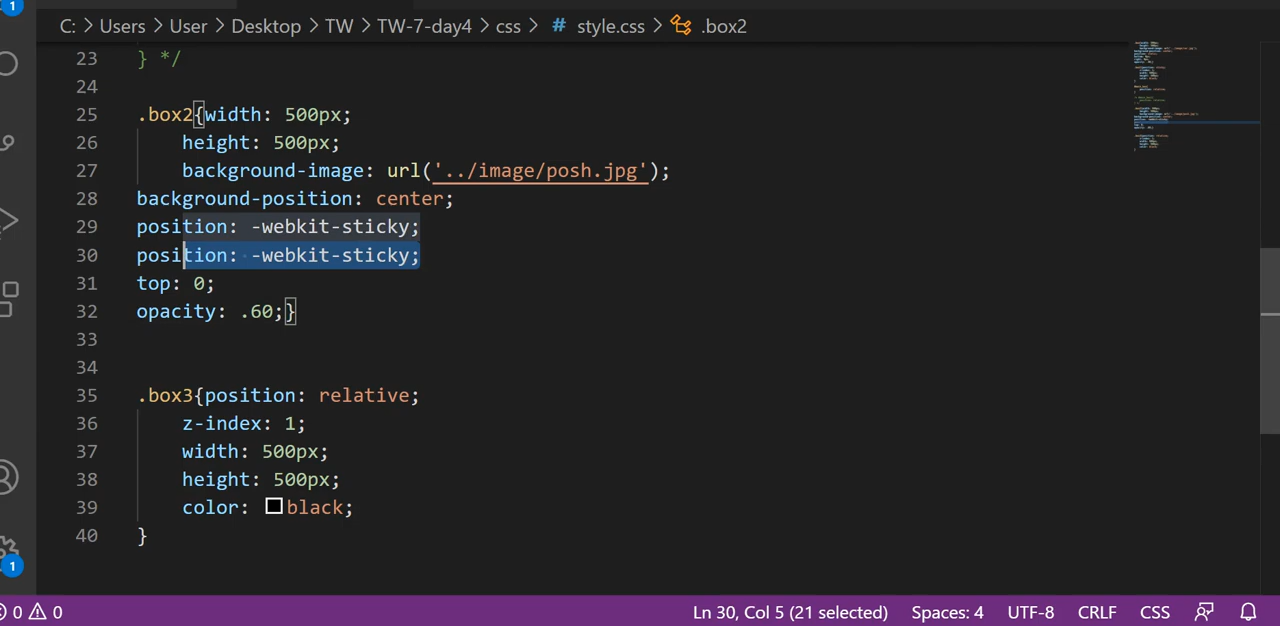 1
C: > Users > User > Desktop > TW > TW-7-day4 > css > # style.css > .box2
23 } */
24
25 .box2{width: 500px;
26 height: 500px;
27 background-image: url('../image/posh.jpg');
28 background-position: center;
29 position: -webkit-sticky;
30 position: -webkit-sticky;
31 top: 0;
32 opacity: .60;}
33
34
35 .box3{position: relative;
36 z-index: 1;
37 width: 500px;
38 height: 500px;
39 color: black;
40 }
1
0 0 Ln 30, Col 5 (21 selected) Spaces: 4 UTF-8 CRLF CSS